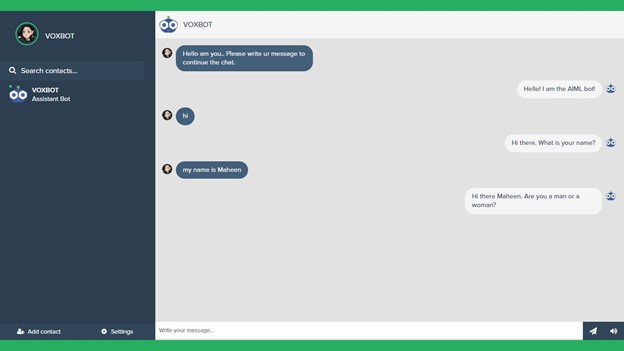 VOXBOT
Search contacts...
VOXBOT
Assistant Bot
Add contact
Settings
VOXBOT
Hello am you.. Please write ur message to
continue the chat.
Hello! I am the AIML bot!
hi
Hi there. What is your name?
my name is Maheen
Hi there Maheen. Are you a man or a
woman?
Write your message...